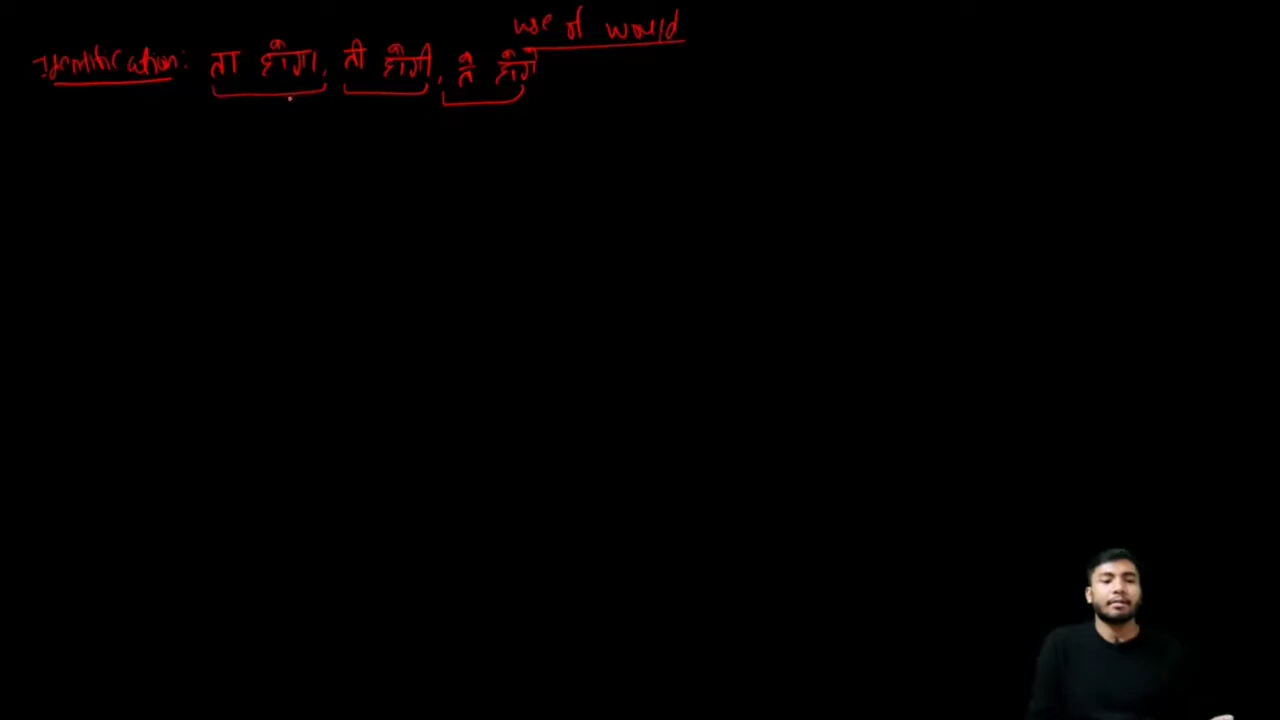 use of would
Identification: ता होगा, ती होगी, ते होंगे